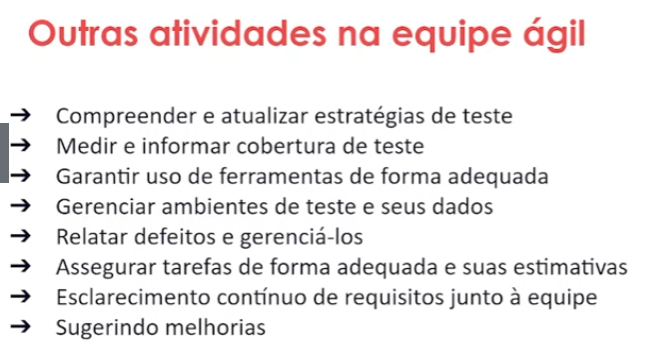 Outras atividades na equipe ágil
➔ Compreender e atualizar estratégias de teste
➔ Medir e informar cobertura de teste
➔ Garantir uso de ferramentas de forma adequada
➔ Gerenciar ambientes de teste e seus dados
➔ Relatar defeitos e gerenciá-los
➔ Assegurar tarefas de forma adequada e suas estimativas
➔ Esclarecimento contínuo de requisitos junto à equipe
➔ Sugerindo melhorias